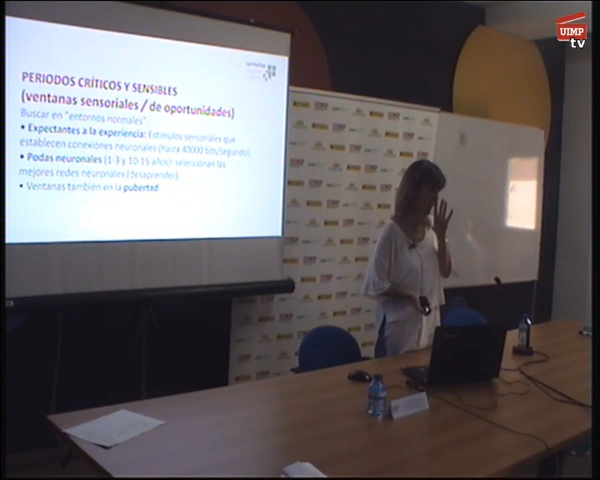 UIMP
tv
PERIODOS CRÍTICOS Y SENSIBLES
(ventanas sensoriales / de oportunidades)
Buscar en "entornos normales":
• Expectantes a la experiencia: Estímulos sensoriales que
establecen conexiones neuronales (hasta 40000 bits/segundo).
• Podas neuronales (1-3 y 10-15 años): seleccionan las
mejores redes neuronales (desaprender).
• Ventanas también en la pubertad